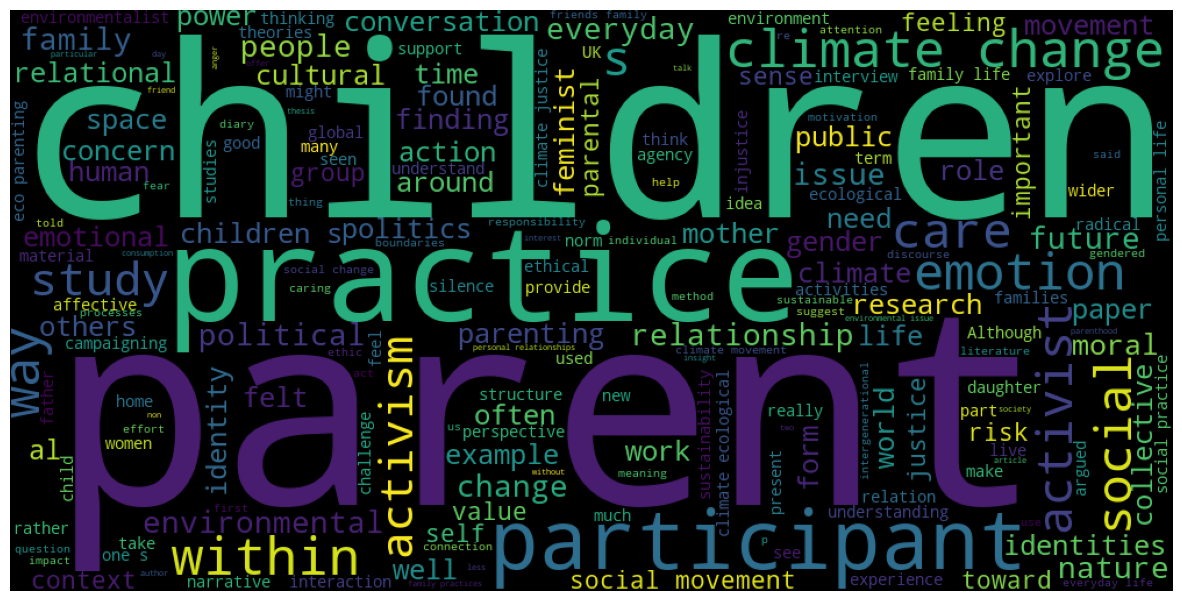 environmentalist
power
thinking
theories
conversation
friends family
everyday
environment
attention
feeling
movement
particular
day
family
people
support
UK
re
climate change
relational
anger
offer
cultural
time
s
talk
sense
interview
family life
explore
friend
might
found
climate justice
feminist
parental
children
motivation
space
diary
thesis
global
finding
think
public
said
concern
good
many
seen
action
agency
term
issue
role
important
personal life
eco parenting
human
fear
studies
group
understand
around
help
injustice
ecological
wider
thing
idea
need
radical
told
responsibility
emotional
children s
politics
boundaries
interest
norm
individual
mother
gender
care
future
gendered
material
consumption
practice
discourse
study
social change
ethical
climate
activities
emotion
affective
caring
silence
provide
method
sustainable
suggest
research
families
processes
others
environmental issue
paper
way
campaigning
political
ethic
feel
parenting
relationship
life
Although
parenthood
moral
personal relationships
used
climate movement
insight
literature
father
act
activism
identity
felt
structure
new
sustainability
really
intergenerational
world
justice
daughter
activist
social
collective
social practice
home
non
often
part
society
effort
us
perspective
parent
risk
al
women
challenge
example
work
form
live
argued
child
without
two
make
article
meaning
change
climate ecological
present
relation
first
value
understanding
rather
environmental
much
participant
use
self
p
identities
question
take
one s
within
connection
see
impact
well
less
nature
context
author
narrative
interaction
family practices
social movement
experience
toward
everyday life